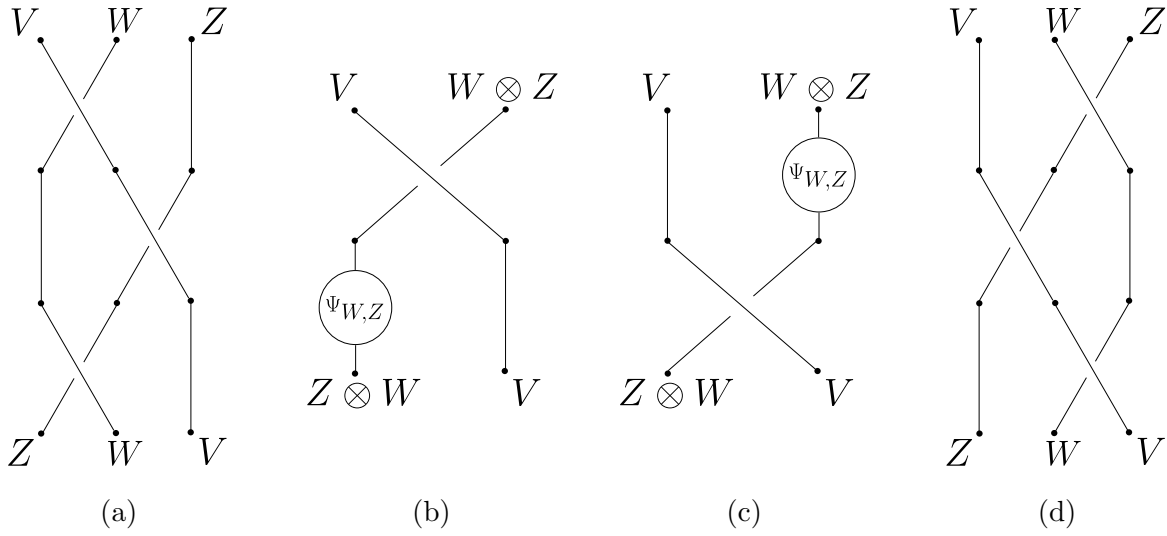 V W Z
Z W V
(a)
V W ⊗ Z
Ψ_{W,Z}
Z ⊗ W V
(b)
V W ⊗ Z
Ψ_{W,Z}
Z ⊗ W V
(c)
V W Z
Z W V
(d)